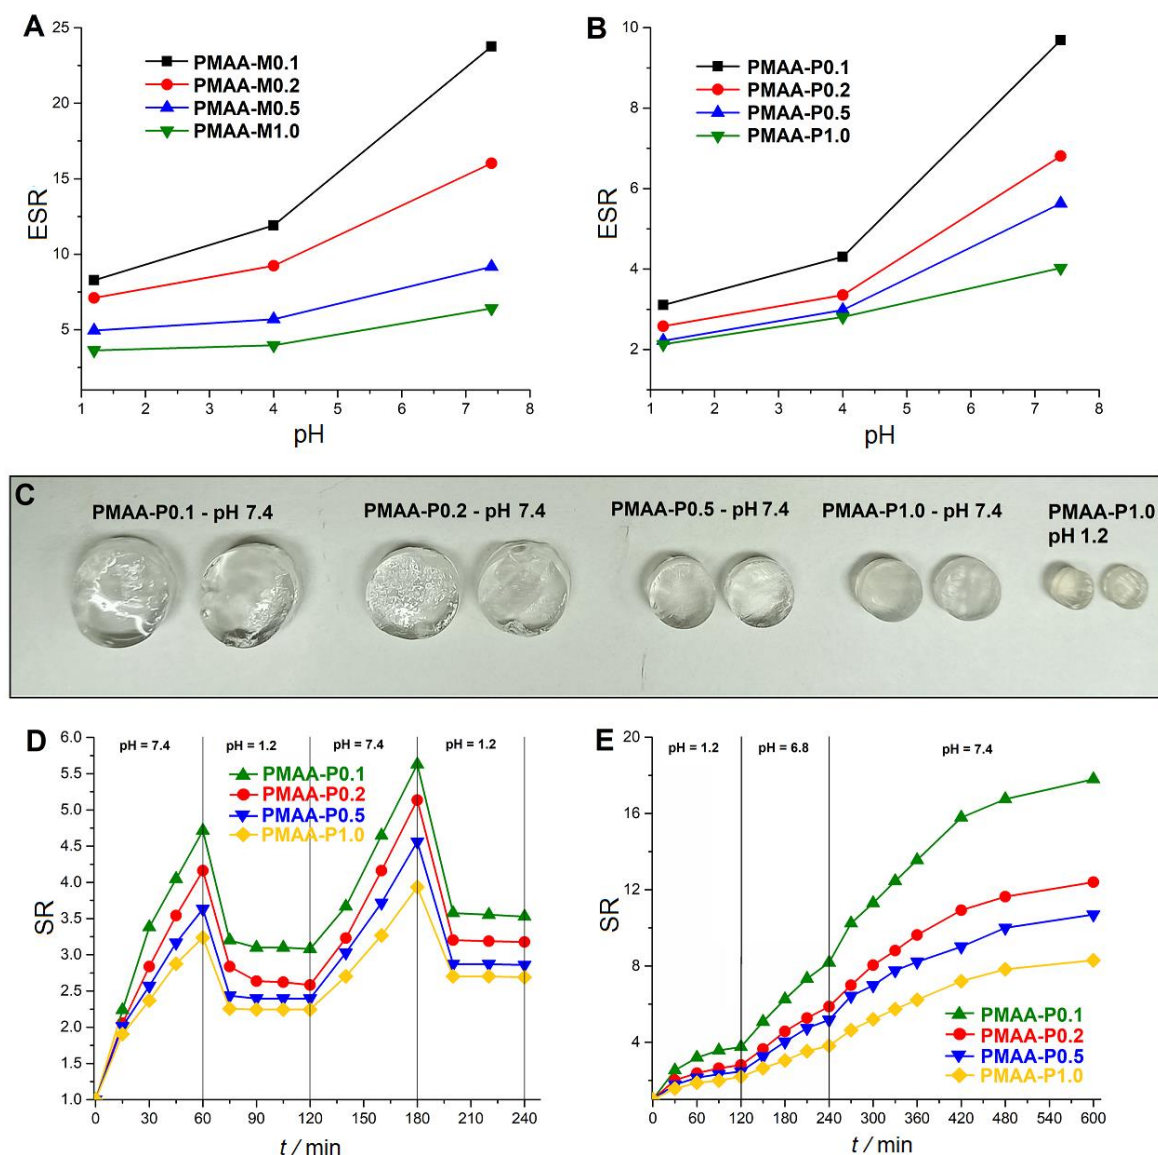 A
25
20
15
10
5
ESR
PMAA-M0.1
PMAA-M0.2
PMAA-M0.5
PMAA-M1.0
1 2 3 4 5 6 7 8
pH
B
10
8
6
4
2
ESR
PMAA-P0.1
PMAA-P0.2
PMAA-P0.5
PMAA-P1.0
1 2 3 4 5 6 7 8
pH
C
PMAA-P0.1 - pH 7.4
PMAA-P0.2 - pH 7.4
PMAA-P0.5 - pH 7.4
PMAA-P1.0 - pH 7.4
PMAA-P1.0
pH 1.2
D
6.0
5.5
5.0
4.5
4.0
3.5
3.0
2.5
2.0
1.5
1.0
SR
pH = 7.4 pH = 1.2 pH = 7.4 pH = 1.2
PMAA-P0.1
PMAA-P0.2
PMAA-P0.5
PMAA-P1.0
0 30 60 90 120 150 180 210 240
t / min
E
20
16
12
8
4
SR
pH = 1.2 pH = 6.8 pH = 7.4
PMAA-P0.1
PMAA-P0.2
PMAA-P0.5
PMAA-P1.0
0 60 120 180 240 300 360 420 480 540 600
t / min